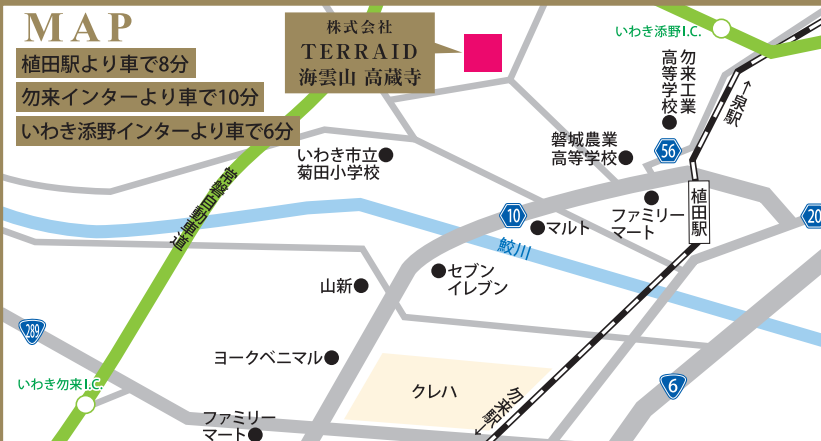 MAP
植田駅より車で8分
勿来インターより車で10分
いわき添野インターより車で6分
株式会社
TERRAID
海雲山 高蔵寺
いわき添野I.C.
勿来工業
高等学校
↑泉駅
磐城農業
高等学校
56
いわき市立
菊田小学校
常磐自動車道
10
マルト
ファミリー
マート
植田駅
20
鮫川
セブン
イレブン
山新
289
ヨークベニマル
クレハ
いわき勿来I.C.
6
勿来駅↓
ファミリー
マート